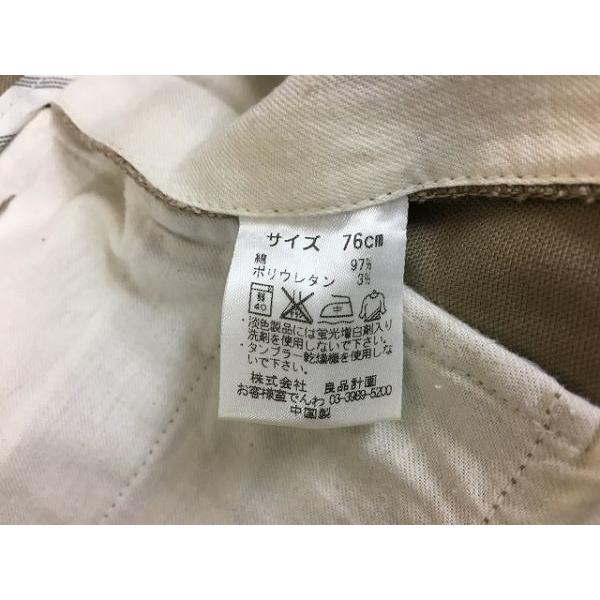 サイズ 76cm
綿 97%
ポリウレタン 3%
弱 40 中
・淡色製品には蛍光増白剤入り
洗剤を使用しないで下さい。
・タンブラー乾燥機を使用しな
いで下さい。
株式会社 良品計画
お客様室でんわ 03-3989-5200
中国製